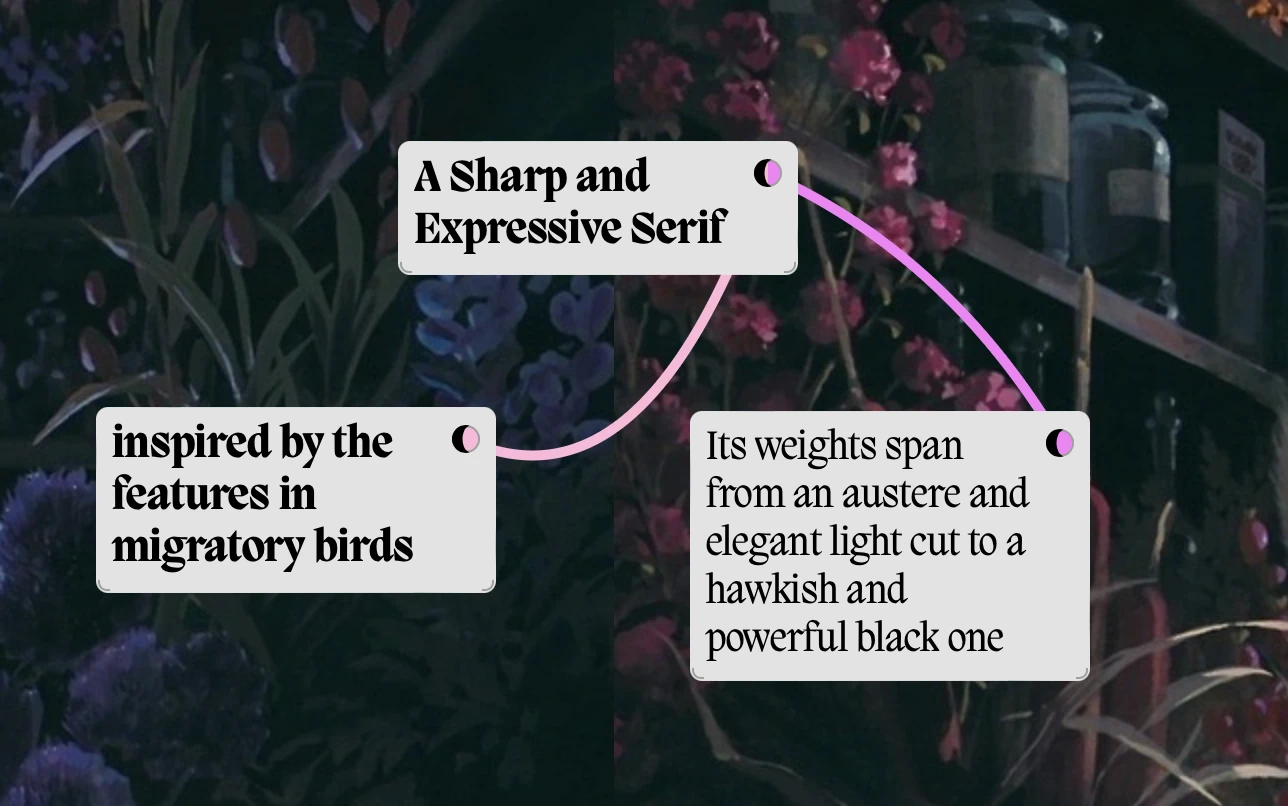 A Sharp and
Expressive Serif
inspired by the
features in
migratory birds
Its weights span
from an austere and
elegant light cut to a
hawkish and
powerful black one